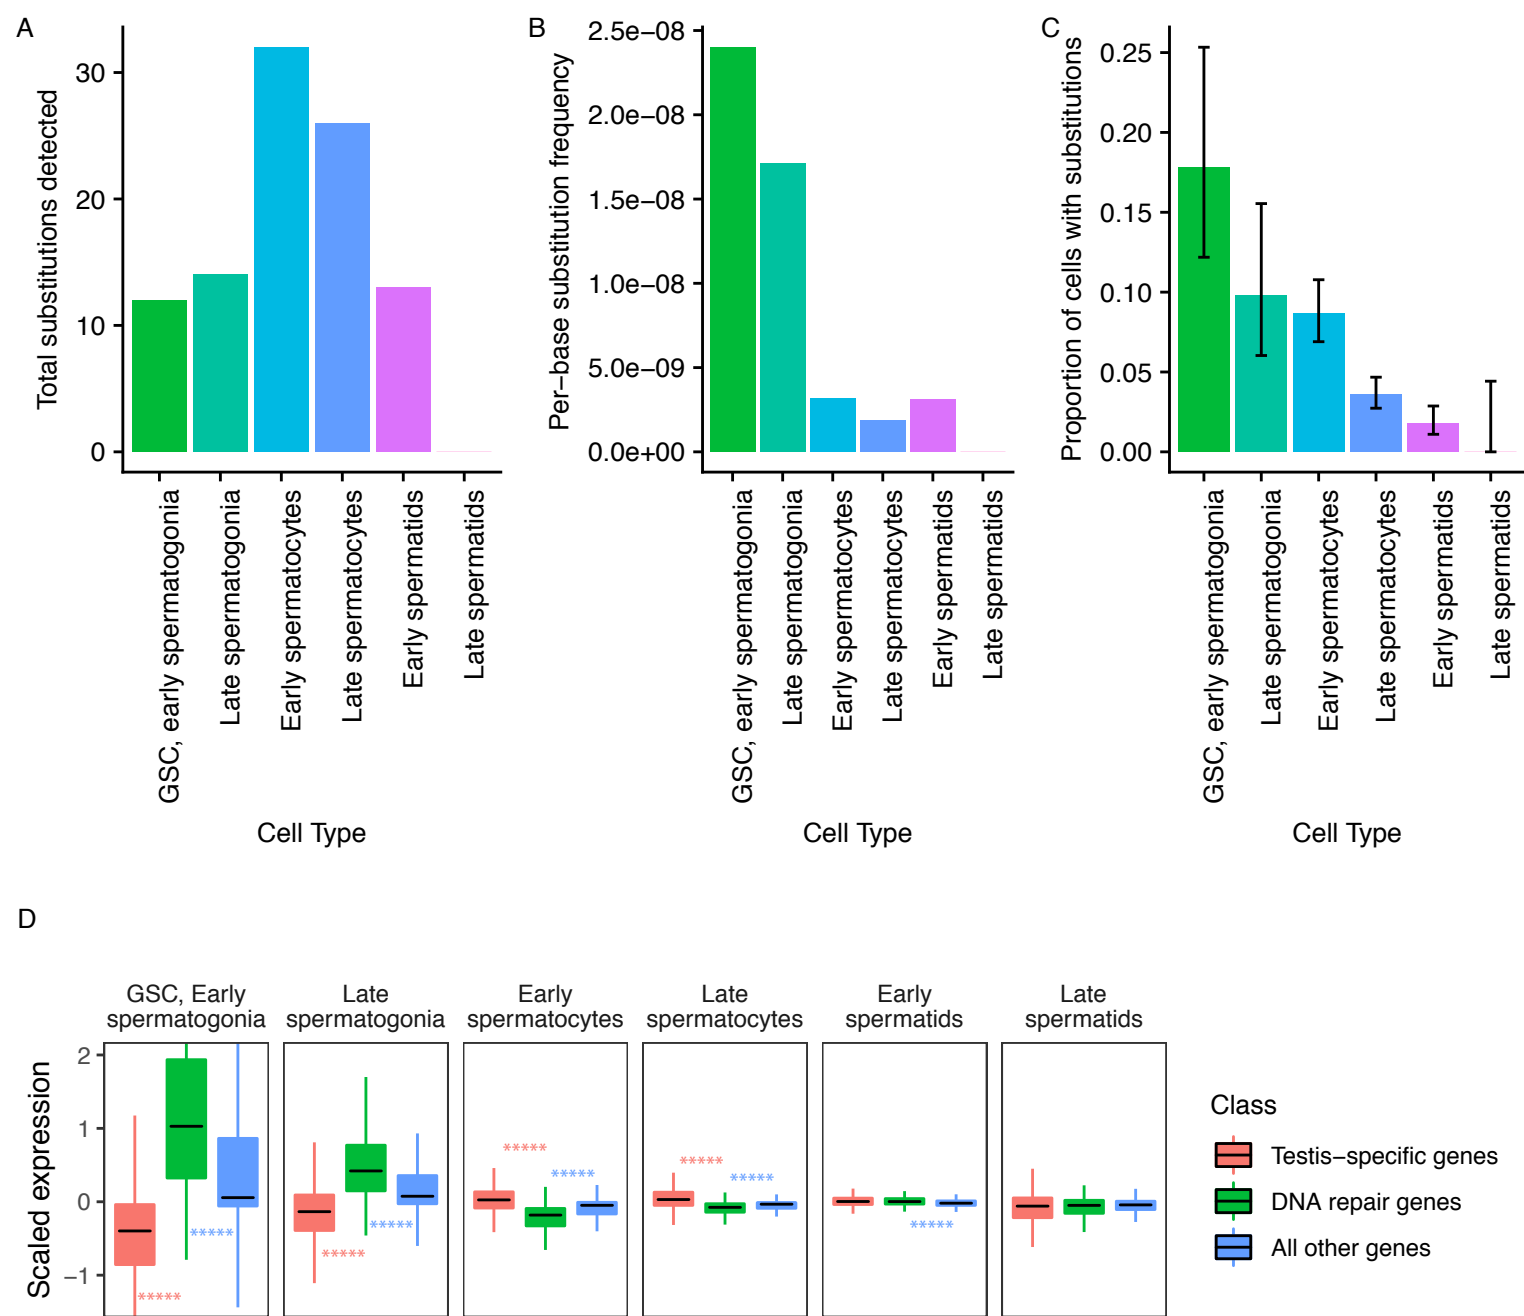 A
Total substitutions detected
30
20
10
0
GSC, early spermatogonia
Late spermatogonia
Early spermatocytes
Late spermatocytes
Early spermatids
Late spermatids
Cell Type
B
Per-base substitution frequency
2.5e-08
2.0e-08
1.5e-08
1.0e-08
5.0e-09
0.0e+00
GSC, early spermatogonia
Late spermatogonia
Early spermatocytes
Late spermatocytes
Early spermatids
Late spermatids
Cell Type
C
Proportion of cells with substitutions
0.25
0.20
0.15
0.10
0.05
0.00
GSC, early spermatogonia
Late spermatogonia
Early spermatocytes
Late spermatocytes
Early spermatids
Late spermatids
Cell Type
D
GSC, Early
spermatogonia
Late
spermatogonia
Early
spermatocytes
Late
spermatocytes
Early
spermatids
Late
spermatids
Scaled expression
2
1
0
-1
*****
*****
*****
*****
*****
*****
*****
*****
*****
Class
Testis-specific genes
DNA repair genes
All other genes